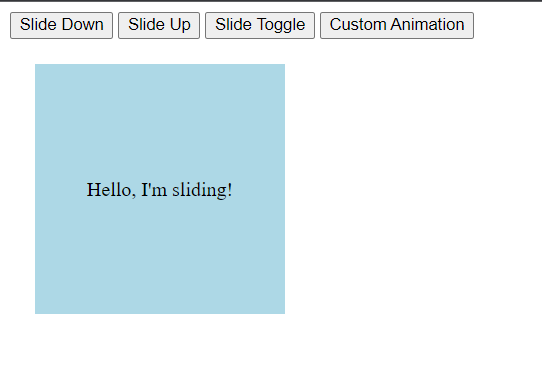 Slide Down Slide Up Slide Toggle Custom Animation
Hello, I'm sliding!